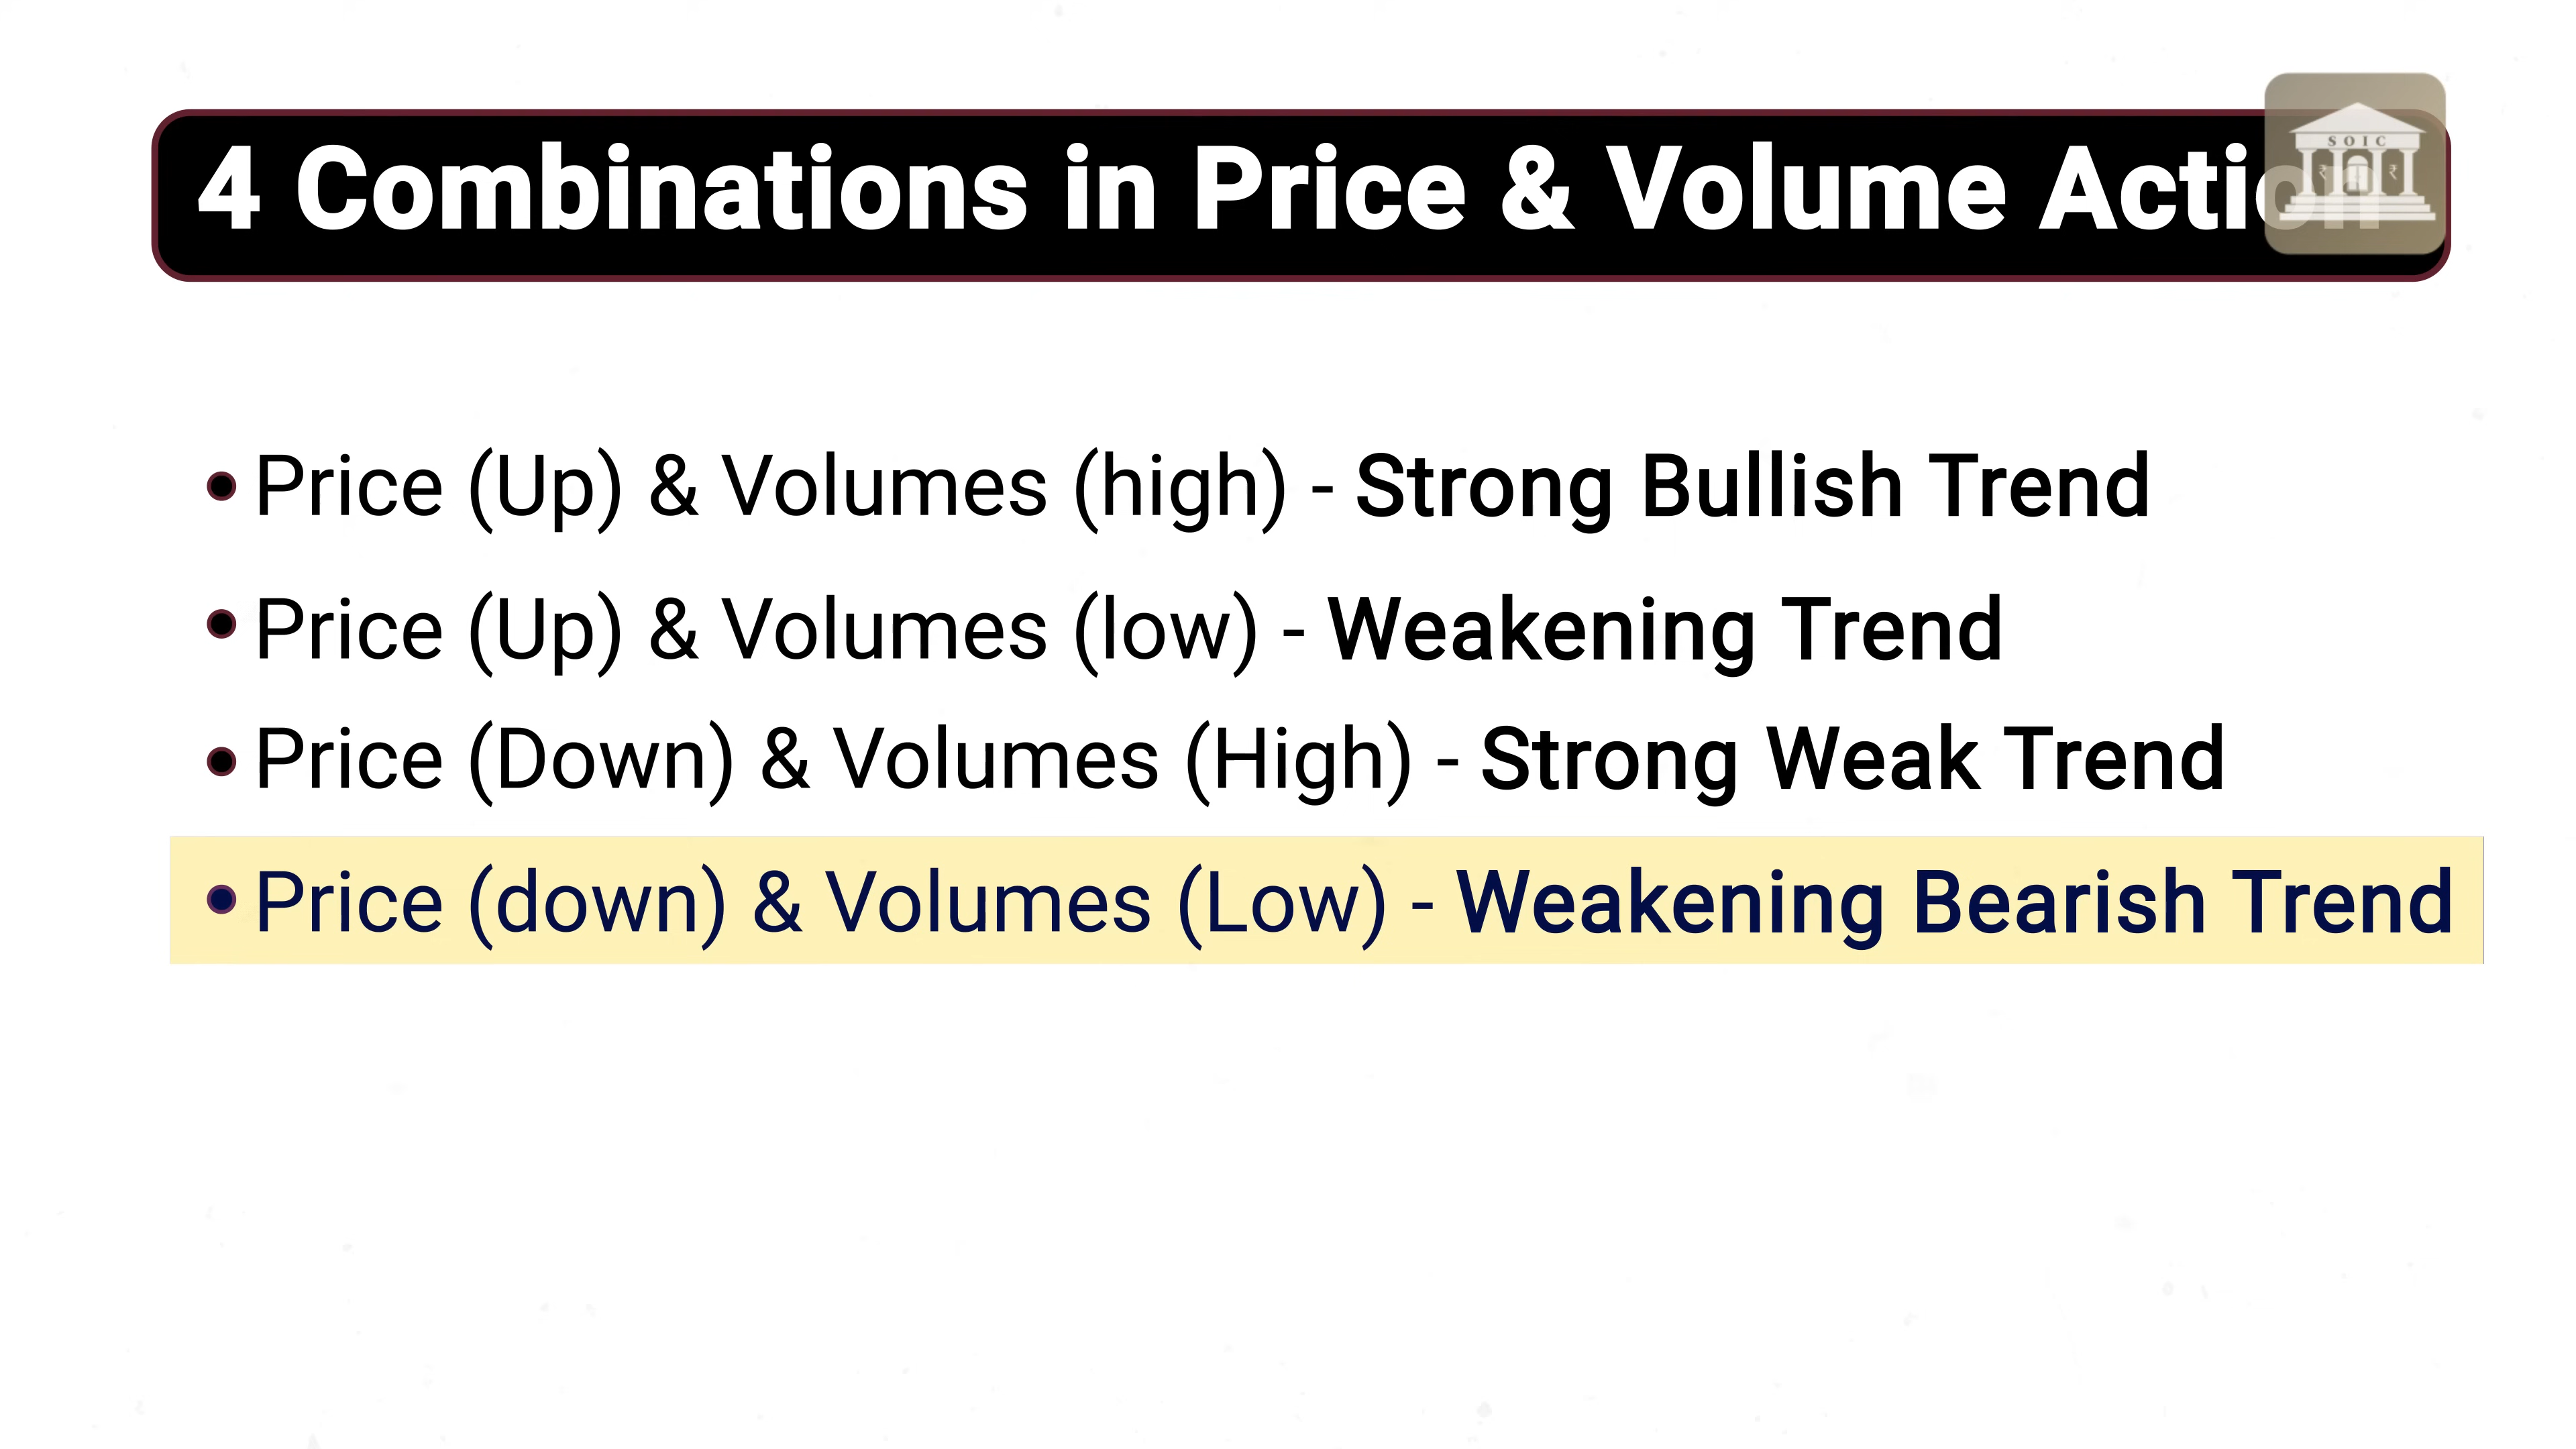 4 Combinations in Price & Volume Action
SOIC
Price (Up) & Volumes (high) - Strong Bullish Trend
Price (Up) & Volumes (low) - Weakening Trend
Price (Down) & Volumes (High) - Strong Weak Trend
Price (down) & Volumes (Low) - Weakening Bearish Trend